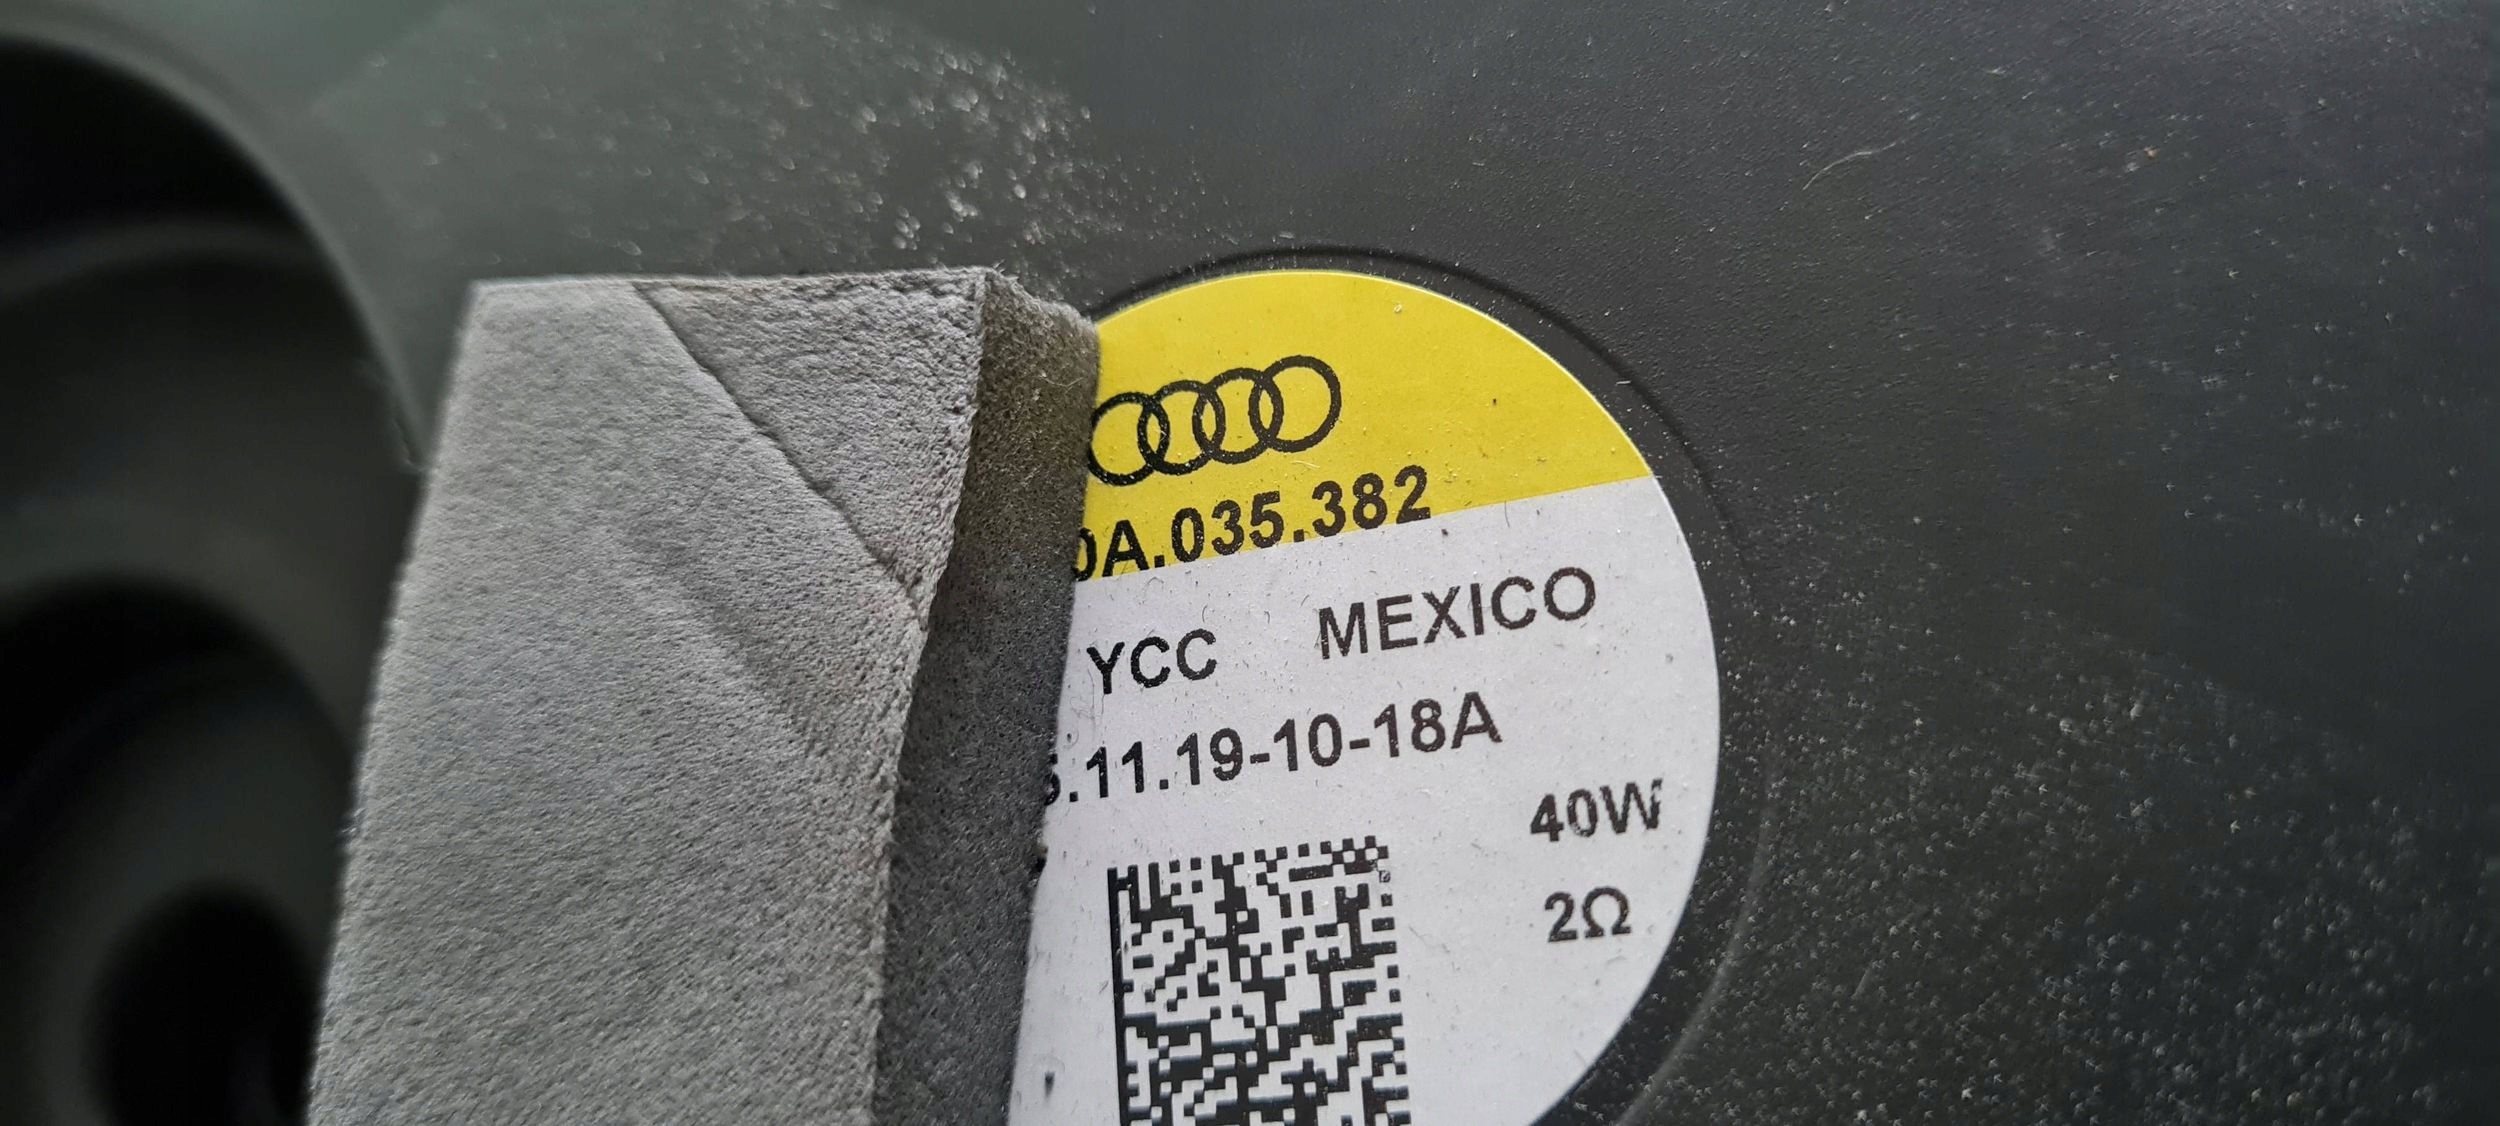 0A.035.382
YCC MEXICO
.11.19-10-18A
40W
2Ω